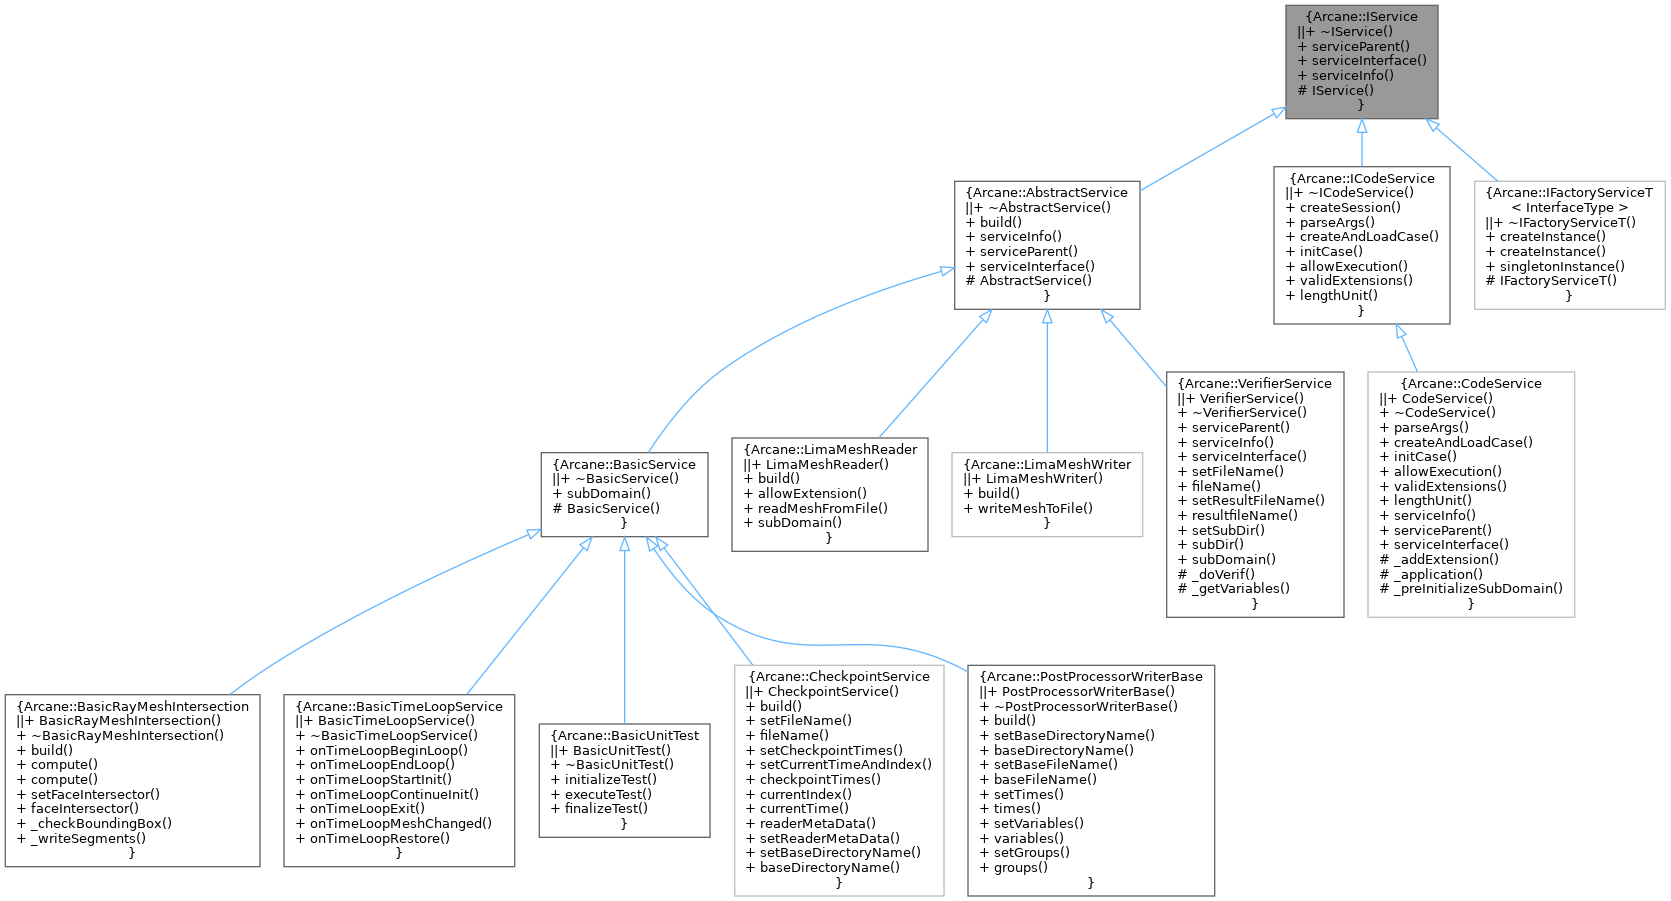 {Arcane::IService
||+ ~IService()
+ serviceParent()
+ serviceInterface()
+ serviceInfo()
# IService()
}
{Arcane::AbstractService
||+ ~AbstractService()
+ build()
+ serviceInfo()
+ serviceParent()
+ serviceInterface()
# AbstractService()
}
{Arcane::ICodeService
||+ ~ICodeService()
+ createSession()
+ parseArgs()
+ createAndLoadCase()
+ initCase()
+ allowExecution()
+ validExtensions()
+ lengthUnit()
}
{Arcane::IFactoryServiceT
< InterfaceType >
||+ ~IFactoryServiceT()
+ createInstance()
+ createInstance()
+ singletonInstance()
# IFactoryServiceT()
}
{Arcane::BasicService
||+ ~BasicService()
+ subDomain()
# BasicService()
}
{Arcane::LimaMeshReader
||+ LimaMeshReader()
+ build()
+ allowExtension()
+ readMeshFromFile()
+ subDomain()
}
{Arcane::LimaMeshWriter
||+ LimaMeshWriter()
+ build()
+ writeMeshToFile()
}
{Arcane::VerifierService
||+ VerifierService()
+ ~VerifierService()
+ serviceParent()
+ serviceInfo()
+ serviceInterface()
+ setFileName()
+ fileName()
+ setResultFileName()
+ resultfileName()
+ setSubDir()
+ subDir()
+ subDomain()
# _doVerif()
# _getVariables()
}
{Arcane::CodeService
||+ CodeService()
+ ~CodeService()
+ parseArgs()
+ createAndLoadCase()
+ initCase()
+ allowExecution()
+ validExtensions()
+ lengthUnit()
+ serviceInfo()
+ serviceParent()
+ serviceInterface()
# _addExtension()
# _application()
# _preInitializeSubDomain()
}
{Arcane::BasicRayMeshIntersection
||+ BasicRayMeshIntersection()
+ ~BasicRayMeshIntersection()
+ build()
+ compute()
+ compute()
+ setFaceIntersector()
+ faceIntersector()
+ _checkBoundingBox()
+ _writeSegments()
}
{Arcane::BasicTimeLoopService
||+ BasicTimeLoopService()
+ ~BasicTimeLoopService()
+ onTimeLoopBeginLoop()
+ onTimeLoopEndLoop()
+ onTimeLoopStartInit()
+ onTimeLoopContinueInit()
+ onTimeLoopExit()
+ onTimeLoopMeshChanged()
+ onTimeLoopRestore()
}
{Arcane::BasicUnitTest
||+ BasicUnitTest()
+ ~BasicUnitTest()
+ initializeTest()
+ executeTest()
+ finalizeTest()
}
{Arcane::CheckpointService
||+ CheckpointService()
+ build()
+ setFileName()
+ fileName()
+ setCheckpointTimes()
+ setCurrentTimeAndIndex()
+ checkpointTimes()
+ currentIndex()
+ currentTime()
+ readerMetaData()
+ setReaderMetaData()
+ setBaseDirectoryName()
+ baseDirectoryName()
}
{Arcane::PostProcessorWriterBase
||+ PostProcessorWriterBase()
+ ~PostProcessorWriterBase()
+ build()
+ setBaseDirectoryName()
+ baseDirectoryName()
+ setBaseFileName()
+ baseFileName()
+ setTimes()
+ times()
+ setVariables()
+ variables()
+ setGroups()
+ groups()
}